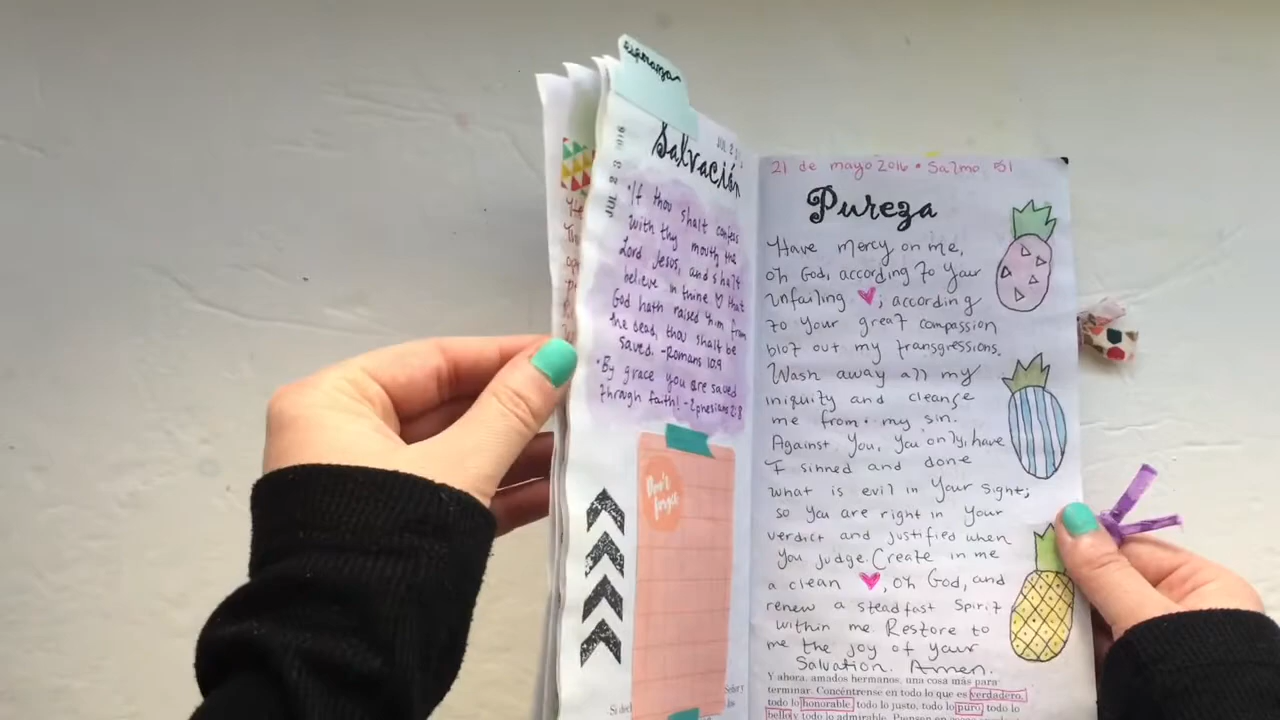 esperanza
Salvación
• If thou shalt confess
with thy mouth the
Lord Jesus, and shalt
believe in thine ♡ that
God hath raised him from
the dead, thou shalt be
saved. -Romans 10:9
• By grace you are saved
through faith! -Ephesians 2:8
Don't
forget
21 de mayo 2016 • Salmo 51
Pureza
Have mercy on me,
oh God, according to your
unfailing ♥, according
to your great compassion
blot out my transgressions.
Wash away all my
iniquity and cleanse
me from my sin.
Against you, you only, have
I sinned and done
what is evil in your sight;
so you are right in your
verdict and justified when
you judge. Create in me
a clean ♥, oh God, and
renew a steadfast spirit
within me. Restore to
me the joy of your
Salvation. Amen.
Y ahora, amados hermanos, una cosa más para
terminar. Concéntrense en todo lo que es verdadero,
todo lo honorable, todo lo justo, todo lo puro, todo lo
bello y todo lo admirable. Piensen en